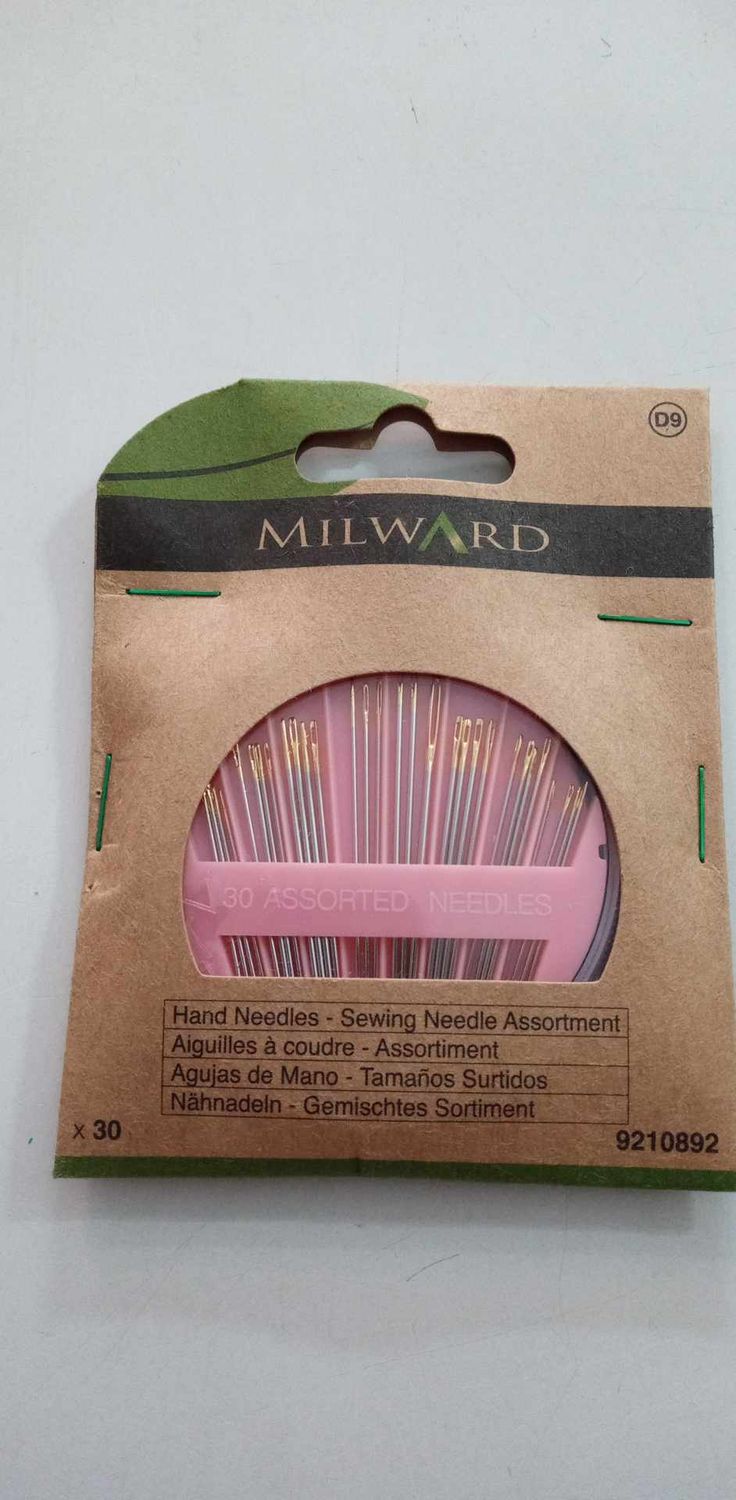 D9
MILWARD
30 ASSORTED NEEDLES
Hand Needles - Sewing Needle Assortment
Aiguilles à coudre - Assortiment
Agujas de Mano - Tamaños Surtidos
Nähnadeln - Gemischtes Sortiment
x 30 9210892